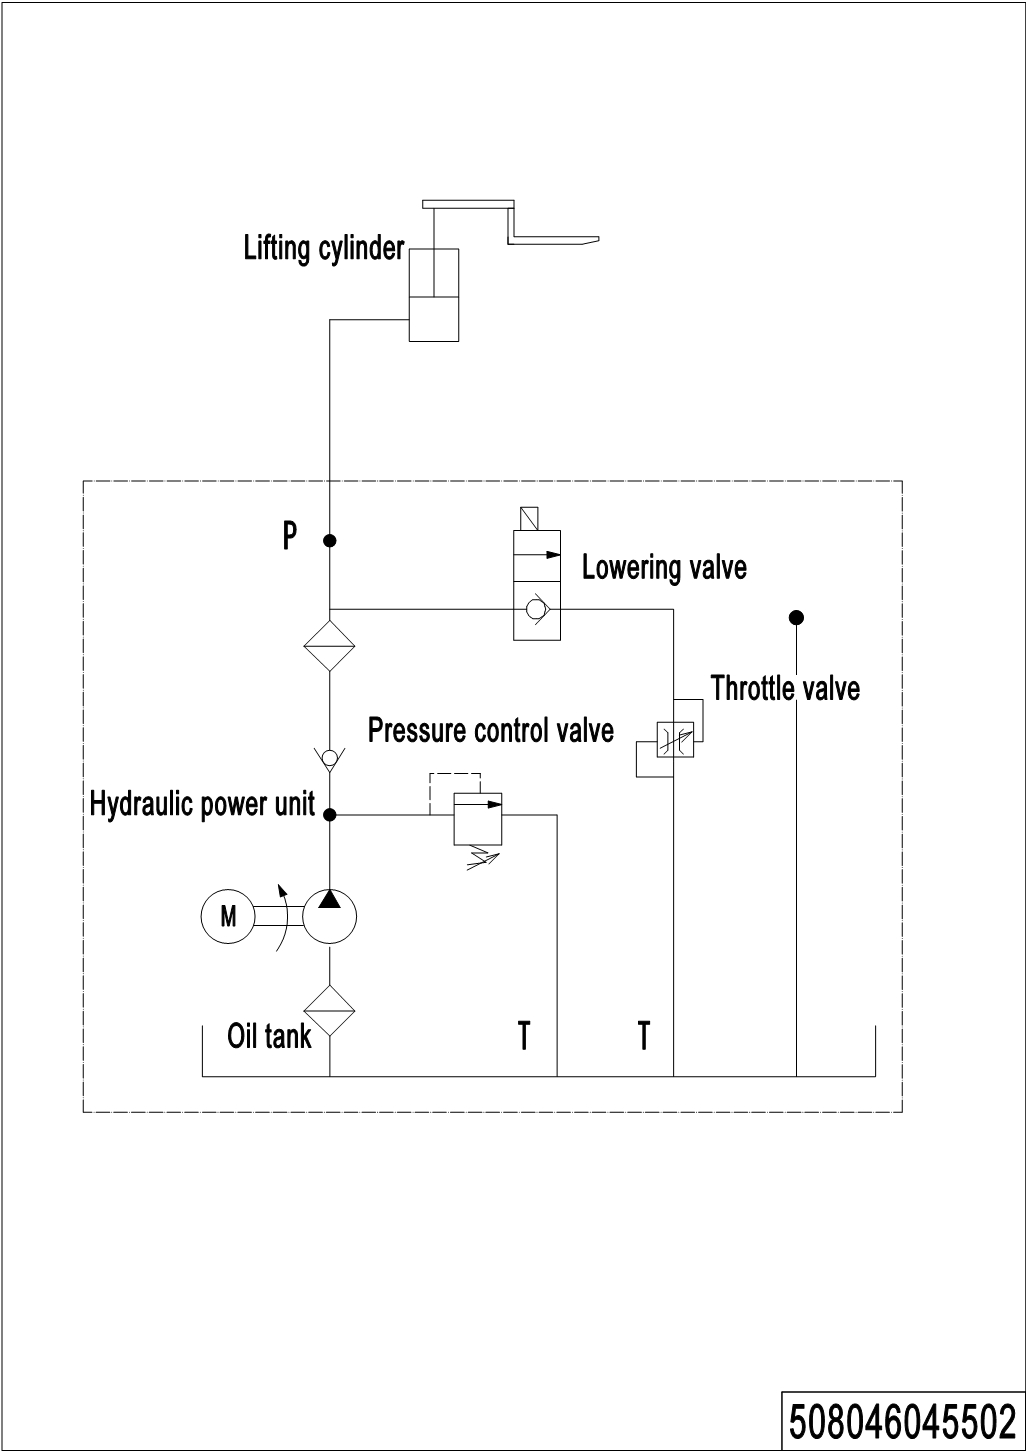 Lifting cylinder
P
Lowering valve
Throttle valve
Pressure control valve
Hydraulic power unit
M
Oil tank
T
T
508046045502